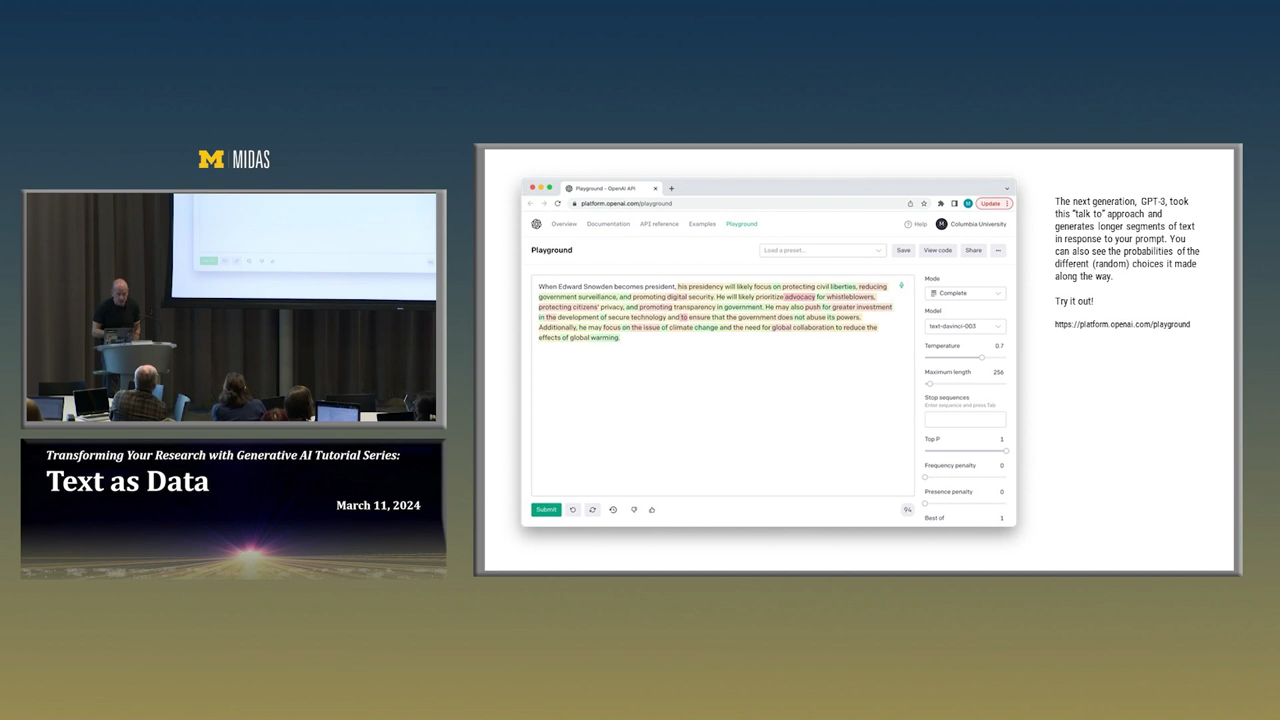 M MIDAS
Transforming Your Research with Generative AI Tutorial Series:
Text as Data
March 11, 2024
Playground - OpenAI API
platform.openai.com/playground
M
Update
Overview Documentation API reference Examples Playground Help Columbia University
Playground
Load a preset...
Save View code Share ...
When Edward Snowden becomes president, his presidency will likely focus on protecting civil liberties, reducing
government surveillance, and promoting digital security. He will likely prioritize advocacy for whistleblowers,
protecting citizens' privacy, and promoting transparency in government. He may also push for greater investment
in the development of secure technology and to ensure that the government does not abuse its powers.
Additionally, he may focus on the issue of climate change and the need for global collaboration to reduce the
effects of global warming.
Submit
94
Mode
Complete
Model
text-davinci-003
Temperature 0.7
Maximum length 256
Stop sequences
Enter sequence and press Tab
Top P 1
Frequency penalty 0
Presence penalty 0
Best of 1
The next generation, GPT-3, took
this "talk to" approach and
generates longer segments of text
in response to your prompt. You
can also see the probabilities of the
different (random) choices it made
along the way.
Try it out!
https://platform.openai.com/playground